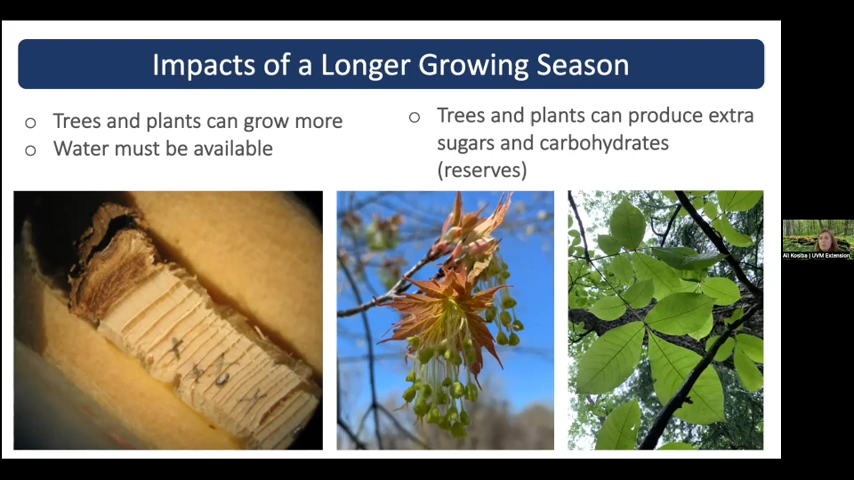 Impacts of a Longer Growing Season
○ Trees and plants can grow more
○ Water must be available
○ Trees and plants can produce extra
sugars and carbohydrates
(reserves)
Ali Kosiba | UVM Extension